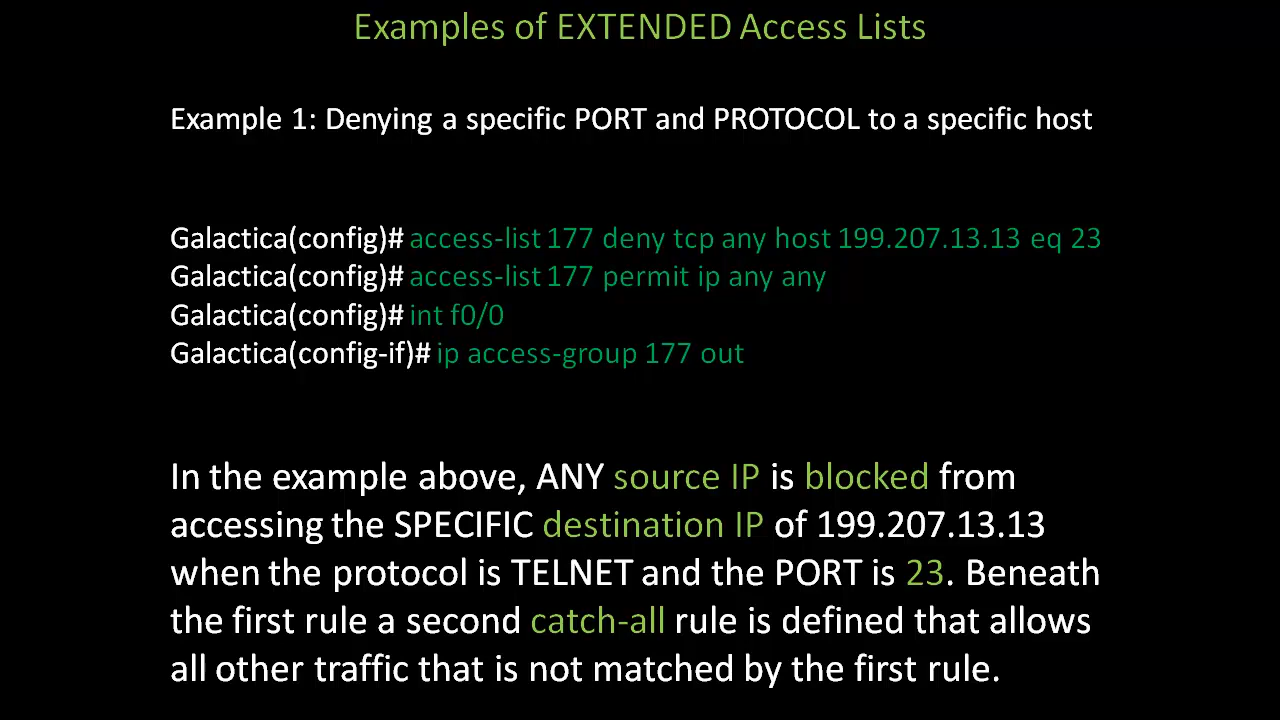 Examples of EXTENDED Access Lists
Example 1: Denying a specific PORT and PROTOCOL to a specific host
Galactica(config)# access-list 177 deny tcp any host 199.207.13.13 eq 23
Galactica(config)# access-list 177 permit ip any any
Galactica(config)# int f0/0
Galactica(config-if)# ip access-group 177 out
In the example above, ANY source IP is blocked from
accessing the SPECIFIC destination IP of 199.207.13.13
when the protocol is TELNET and the PORT is 23. Beneath
the first rule a second catch-all rule is defined that allows
all other traffic that is not matched by the first rule.